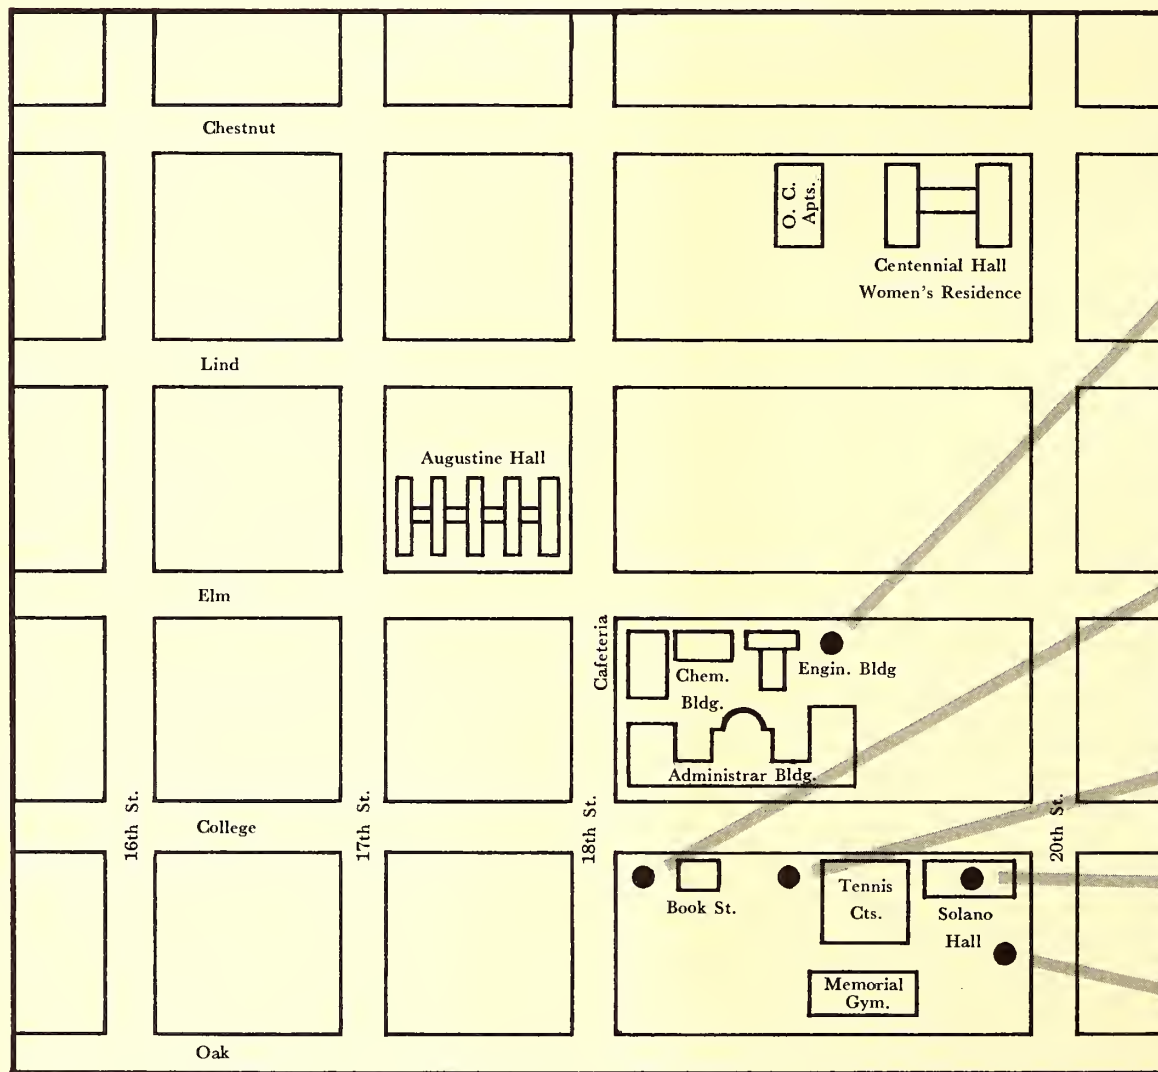 Chestnut
O. C.
Apts.
Centennial Hall
Women's Residence
Lind
Augustine Hall
Elm
Cafeteria
Chem.
Bldg.
Engin. Bldg
Administrar Bldg.
16th St.
College
17th St.
18th St.
20th St.
Book St.
Tennis
Cts.
Solano
Hall
Memorial
Gym.
Oak